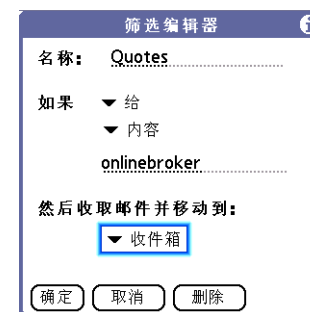 筛选编辑器
名称： Quotes
如果 给
内容
onlinebroker
然后收取邮件并移动到：
收件箱
确定 取消 删除